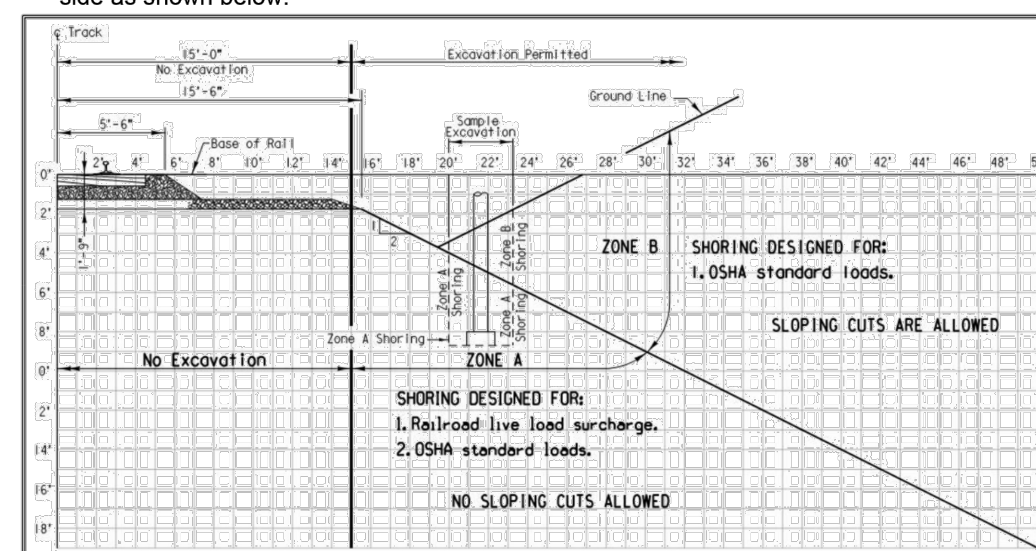 side as shown below:
℄ Track
15'-0"
Excavation Permitted
No Excavation
15'-6"
Ground Line
5'-6"
Sample
Excavation
Base of Rail
2' 4' 6' 8' 10' 12' 14' 16' 18' 20' 22' 24' 26' 28' 30' 32' 34' 36' 38' 40' 42' 44' 46' 48'
0'
2'
1'-9"
1
2
4'
Zone B
Shoring
ZONE B
SHORING DESIGNED FOR:
1. OSHA standard loads.
6'
Zone A
Shoring
Zone A
Shoring
8'
SLOPING CUTS ARE ALLOWED
Zone A Shoring
No Excavation
ZONE A
0'
SHORING DESIGNED FOR:
2'
1. Railroad live load surcharge.
2. OSHA standard loads.
14'
16'
NO SLOPING CUTS ALLOWED
18'